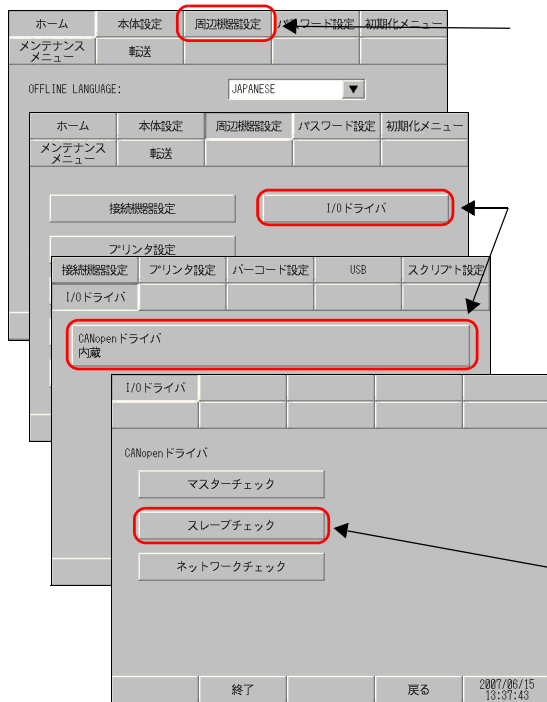 ホーム 本体設定 周辺機器設定 パスワード設定 初期化メニュー
メンテナンス
メニュー 転送
OFFLINE LANGUAGE: JAPANESE
ホーム 本体設定 周辺機器設定 パスワード設定 初期化メニュー
メンテナンス
メニュー 転送
接続機器設定 I/Oドライバ
プリンタ設定
接続機器設定 プリンタ設定 バーコード設定 USB スクリプト設定
I/Oドライバ
CANopenドライバ
内蔵
I/Oドライバ
CANopenドライバ
マスターチェック
スレーブチェック
ネットワークチェック
終了 戻る 2007/06/15
13:37:43